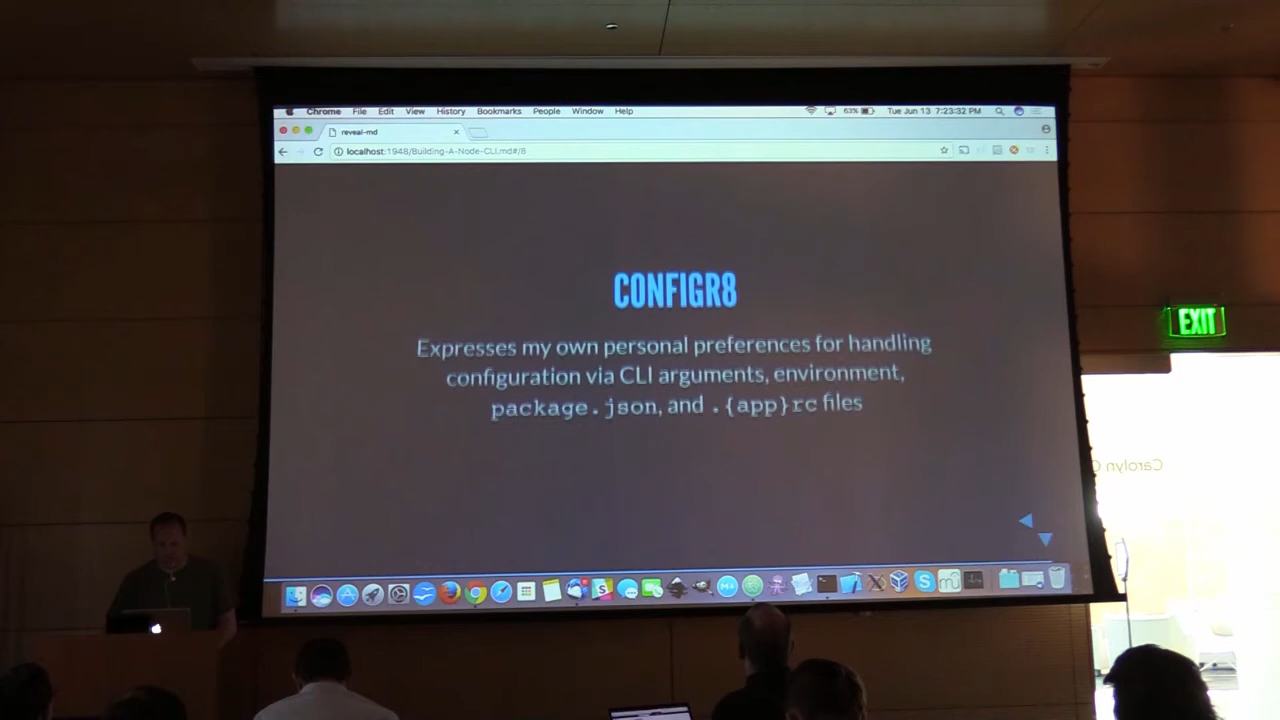 Chrome File Edit View History Bookmarks People Window Help 63% Tue Jun 13 7:23:32 PM
reveal-md
localhost:1948/Building-A-Node-CLI.md#/8
CONFIGR8
Expresses my own personal preferences for handling
configuration via CLI arguments, environment,
package.json, and .{app}rc files
EXIT
Carolyn